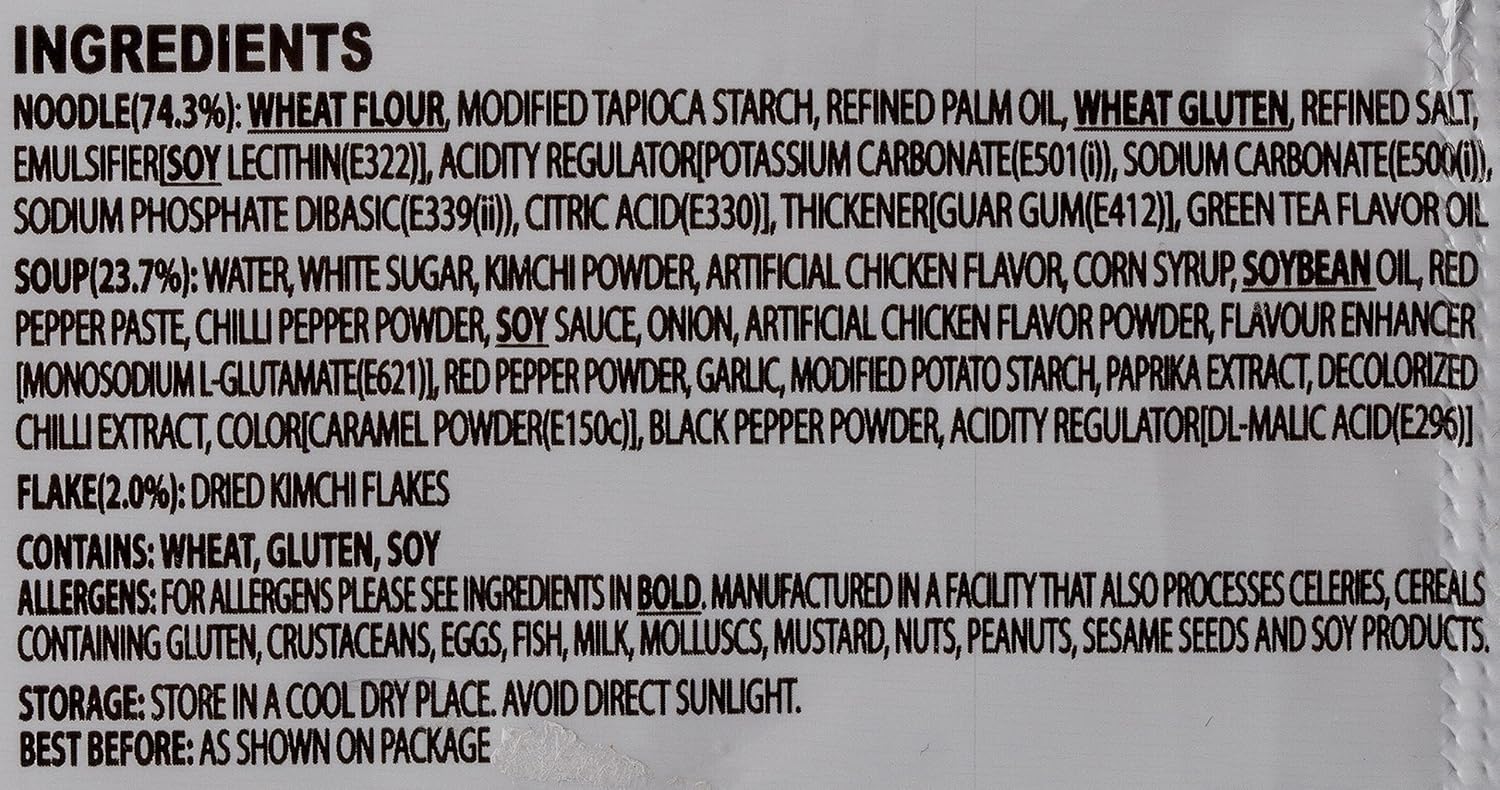 INGREDIENTS
NOODLE(74.3%): WHEAT FLOUR, MODIFIED TAPIOCA STARCH, REFINED PALM OIL, WHEAT GLUTEN, REFINED SALT,
EMULSIFIER[SOY LECITHIN(E322)], ACIDITY REGULATOR[POTASSIUM CARBONATE(E501(i)), SODIUM CARBONATE(E500(i)),
SODIUM PHOSPHATE DIBASIC(E339(ii)), CITRIC ACID(E330)], THICKENER[GUAR GUM(E412)], GREEN TEA FLAVOR OIL
SOUP(23.7%): WATER, WHITE SUGAR, KIMCHI POWDER, ARTIFICIAL CHICKEN FLAVOR, CORN SYRUP, SOYBEAN OIL, RED
PEPPER PASTE, CHILLI PEPPER POWDER, SOY SAUCE, ONION, ARTIFICIAL CHICKEN FLAVOR POWDER, FLAVOUR ENHANCER
[MONOSODIUM L-GLUTAMATE(E621)], RED PEPPER POWDER, GARLIC, MODIFIED POTATO STARCH, PAPRIKA EXTRACT, DECOLORIZED
CHILLI EXTRACT, COLOR[CARAMEL POWDER(E150c)], BLACK PEPPER POWDER, ACIDITY REGULATOR[DL-MALIC ACID(E296)]
FLAKE(2.0%): DRIED KIMCHI FLAKES
CONTAINS: WHEAT, GLUTEN, SOY
ALLERGENS: FOR ALLERGENS PLEASE SEE INGREDIENTS IN BOLD. MANUFACTURED IN A FACILITY THAT ALSO PROCESSES CELERIES, CEREALS
CONTAINING GLUTEN, CRUSTACEANS, EGGS, FISH, MILK, MOLLUSCS, MUSTARD, NUTS, PEANUTS, SESAME SEEDS AND SOY PRODUCTS.
STORAGE: STORE IN A COOL DRY PLACE. AVOID DIRECT SUNLIGHT.
BEST BEFORE: AS SHOWN ON PACKAGE